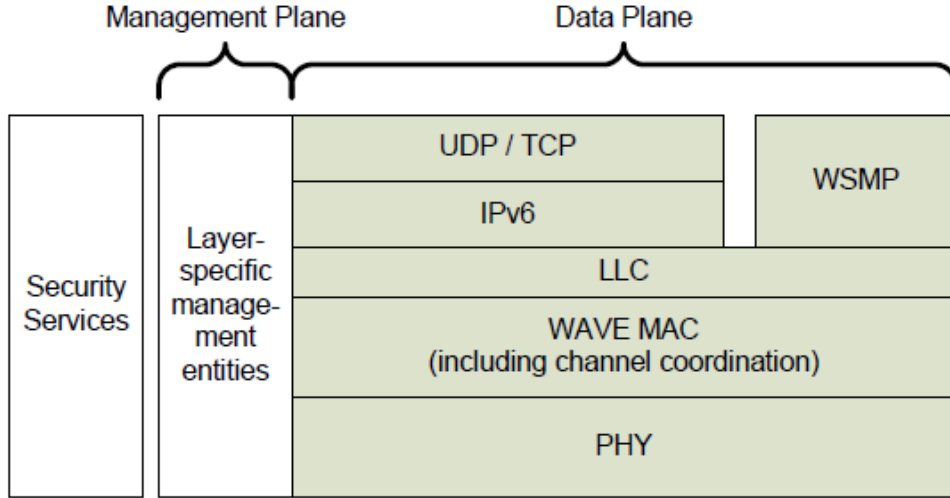 Management Plane
Data Plane
Security
Services
Layer-
specific
manage-
ment
entities
UDP / TCP
IPv6
WSMP
LLC
WAVE MAC
(including channel coordination)
PHY